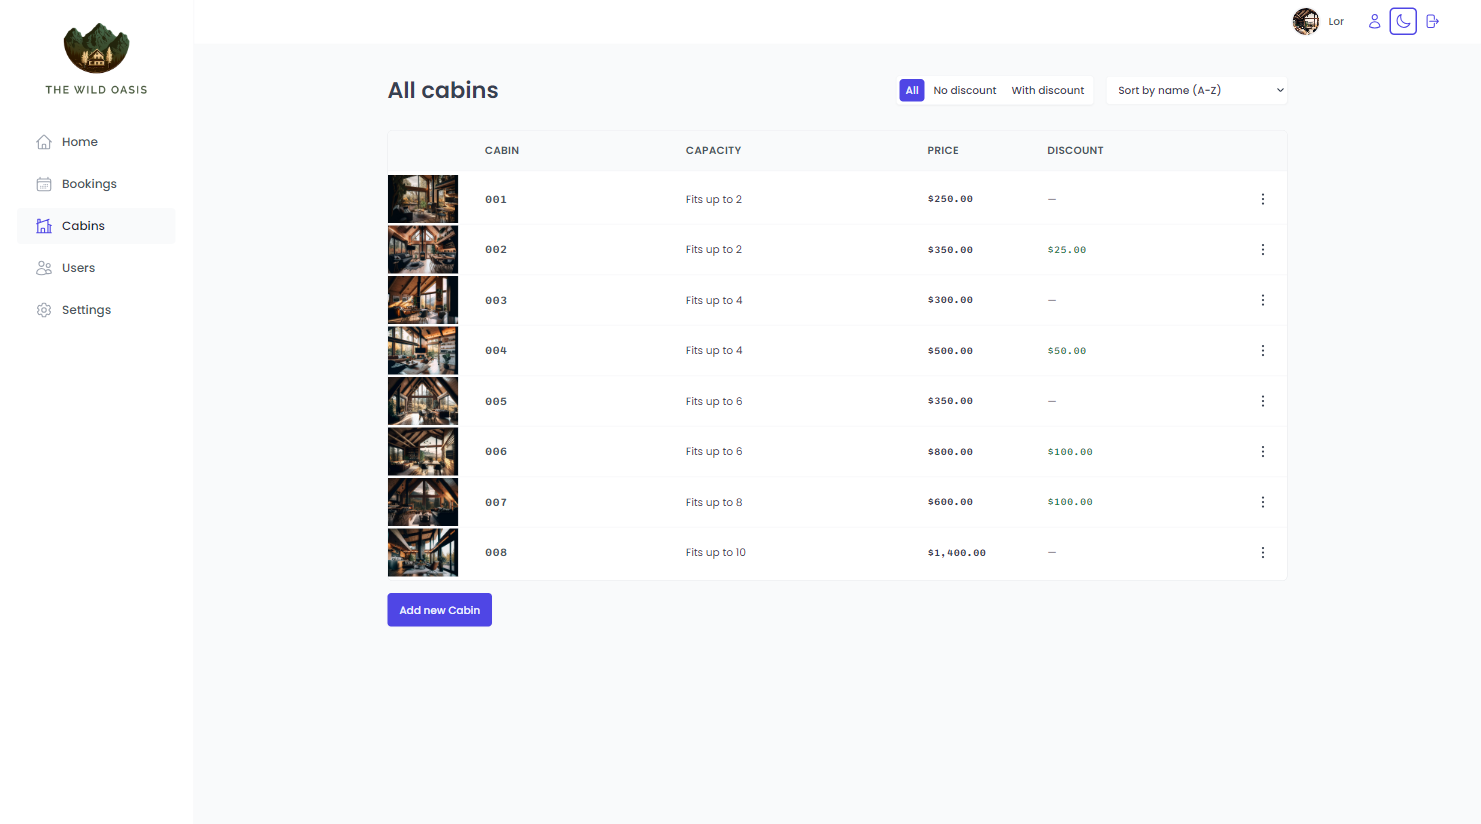 THE WILD OASIS
Home
Bookings
Cabins
Users
Settings
Lor
All cabins
All No discount With discount
Sort by name (A-Z)
CABIN CAPACITY PRICE DISCOUNT
001 Fits up to 2 $250.00 —
002 Fits up to 2 $350.00 $25.00
003 Fits up to 4 $300.00 —
004 Fits up to 4 $500.00 $50.00
005 Fits up to 6 $350.00 —
006 Fits up to 6 $800.00 $100.00
007 Fits up to 8 $600.00 $100.00
008 Fits up to 10 $1,400.00 —
Add new Cabin